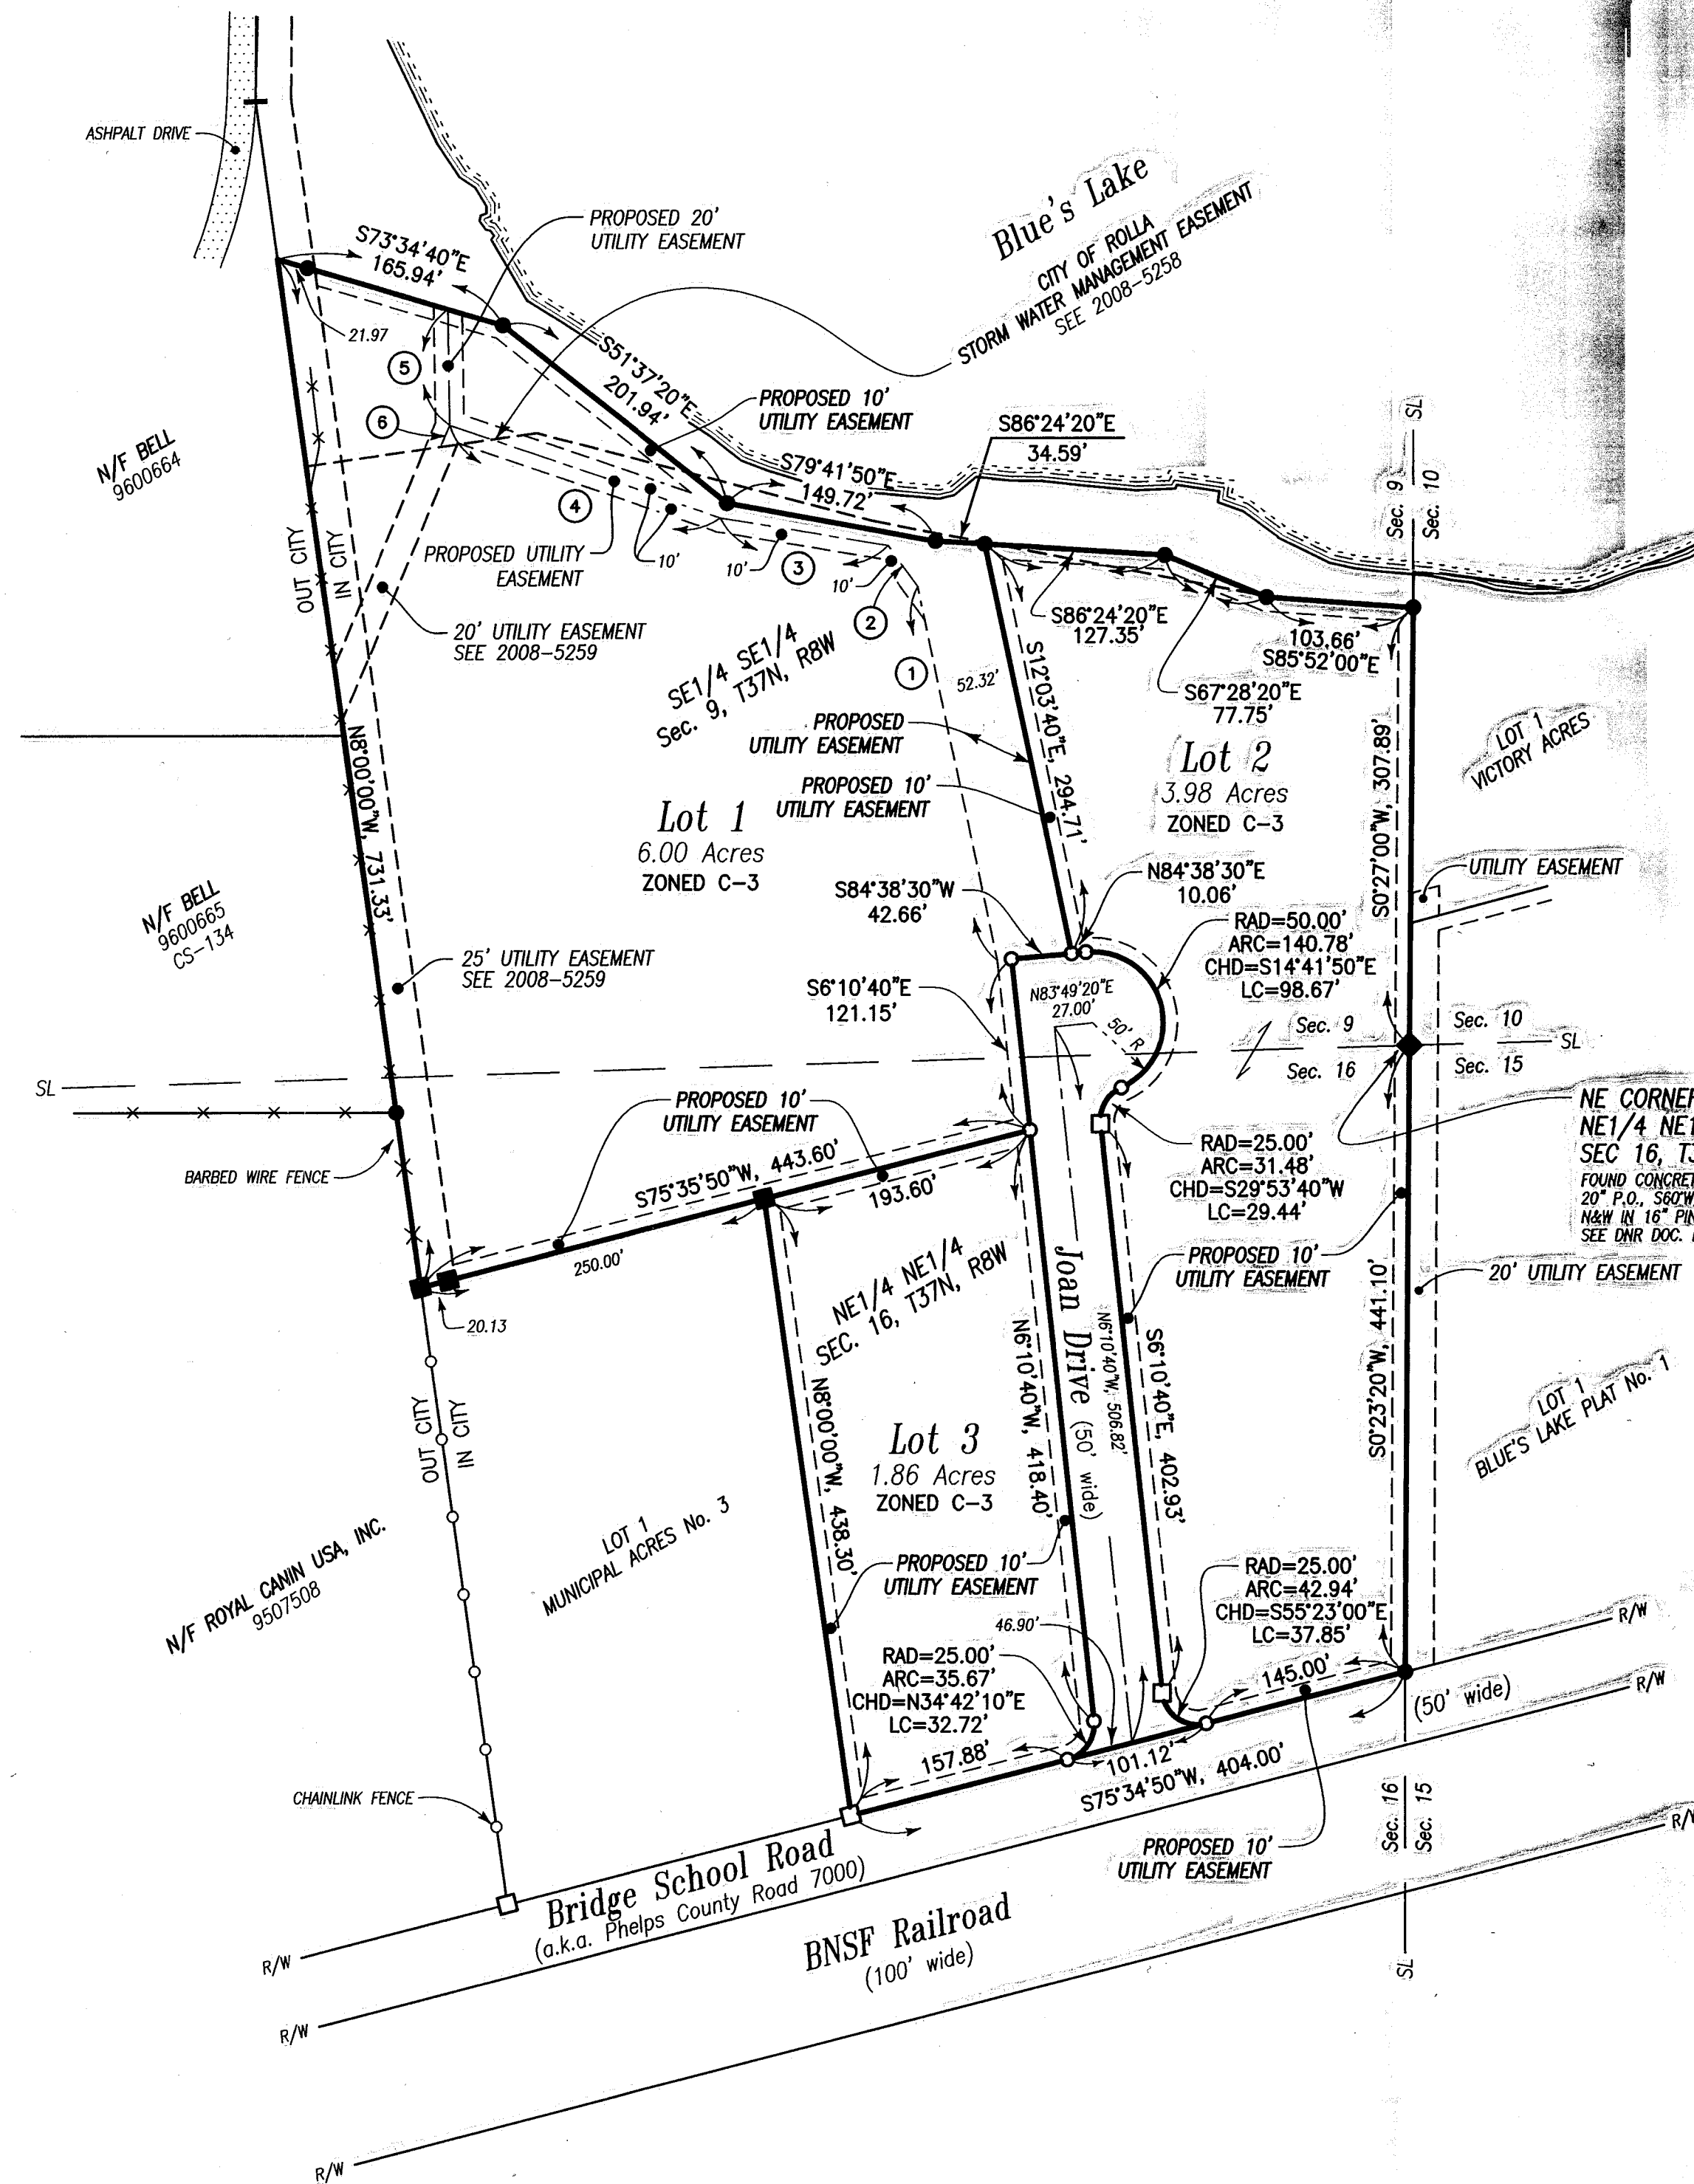 ASHPALT DRIVE
S73°34'40"E
165.94'
21.97
PROPOSED 20'
UTILITY EASEMENT
Blue's Lake
CITY OF ROLLA
STORM WATER MANAGEMENT EASEMENT
SEE 2008-5258
5
6
S51°37'20"E
201.94'
PROPOSED 10'
UTILITY EASEMENT
S86°24'20"E
34.59'
S79°41'50"E
149.72'
SL
Sec. 9
Sec. 10
N/F BELL
9600664
OUT CITY
IN CITY
4
PROPOSED UTILITY
EASEMENT
10'
10'
3
10'
2
1
20' UTILITY EASEMENT
SEE 2008-5259
S86°24'20"E
127.35'
103.66'
S85°52'00"E
S67°28'20"E
77.75'
SE1/4 SE1/4
Sec. 9, T37N, R8W
52.32'
S12°03'40"E, 294.71'
PROPOSED
UTILITY EASEMENT
PROPOSED 10'
UTILITY EASEMENT
N8°00'00"W, 731.33'
Lot 1
6.00 Acres
ZONED C-3
Lot 2
3.98 Acres
ZONED C-3
S0°27'00"W, 307.89'
LOT 1
VICTORY ACRES
UTILITY EASEMENT
N/F BELL
9600665
CS-134
25' UTILITY EASEMENT
SEE 2008-5259
S84°38'30"W
42.66'
N84°38'30"E
10.06'
RAD=50.00'
ARC=140.78'
CHD=S14°41'50"E
LC=98.67'
S6°10'40"E
121.15'
N83°49'20"E
27.00'
50' R
Sec. 9
Sec. 16
Sec. 10
Sec. 15
SL
SL
NE CORNER
NE1/4 NE1
SEC 16, T3
FOUND CONCRET
20" P.O., S60°W
N&W IN 16" PIN
SEE DNR DOC.
PROPOSED 10'
UTILITY EASEMENT
BARBED WIRE FENCE
S75°35'50"W, 443.60'
193.60'
250.00'
20.13
RAD=25.00'
ARC=31.48'
CHD=S29°53'40"W
LC=29.44'
PROPOSED 10'
UTILITY EASEMENT
20' UTILITY EASEMENT
NE1/4 NE1/4
SEC. 16, T37N, R8W
Joan Drive (50' wide)
N6°10'40"W, 506.82'
S6°10'40"E, 402.93'
N6°10'40"W, 418.40'
S0°23'20"W, 441.10'
LOT 1
BLUE'S LAKE PLAT No. 1
OUT CITY
IN CITY
N8°00'00"W, 438.30'
Lot 3
1.86 Acres
ZONED C-3
N/F ROYAL CANIN USA, INC.
9507508
LOT 1
MUNICIPAL ACRES No. 3
PROPOSED 10'
UTILITY EASEMENT
46.90'
RAD=25.00'
ARC=42.94'
CHD=S55°23'00"E
LC=37.85'
RAD=25.00'
ARC=35.67'
CHD=N34°42'10"E
LC=32.72'
157.88'
101.12'
145.00'
S75°34'50"W, 404.00'
R/W
(50' wide)
R/W
CHAINLINK FENCE
PROPOSED 10'
UTILITY EASEMENT
Sec. 16
Sec. 15
R/W
SL
Bridge School Road
(a.k.a. Phelps County Road 7000)
BNSF Railroad
(100' wide)
R/W
R/W
R/W